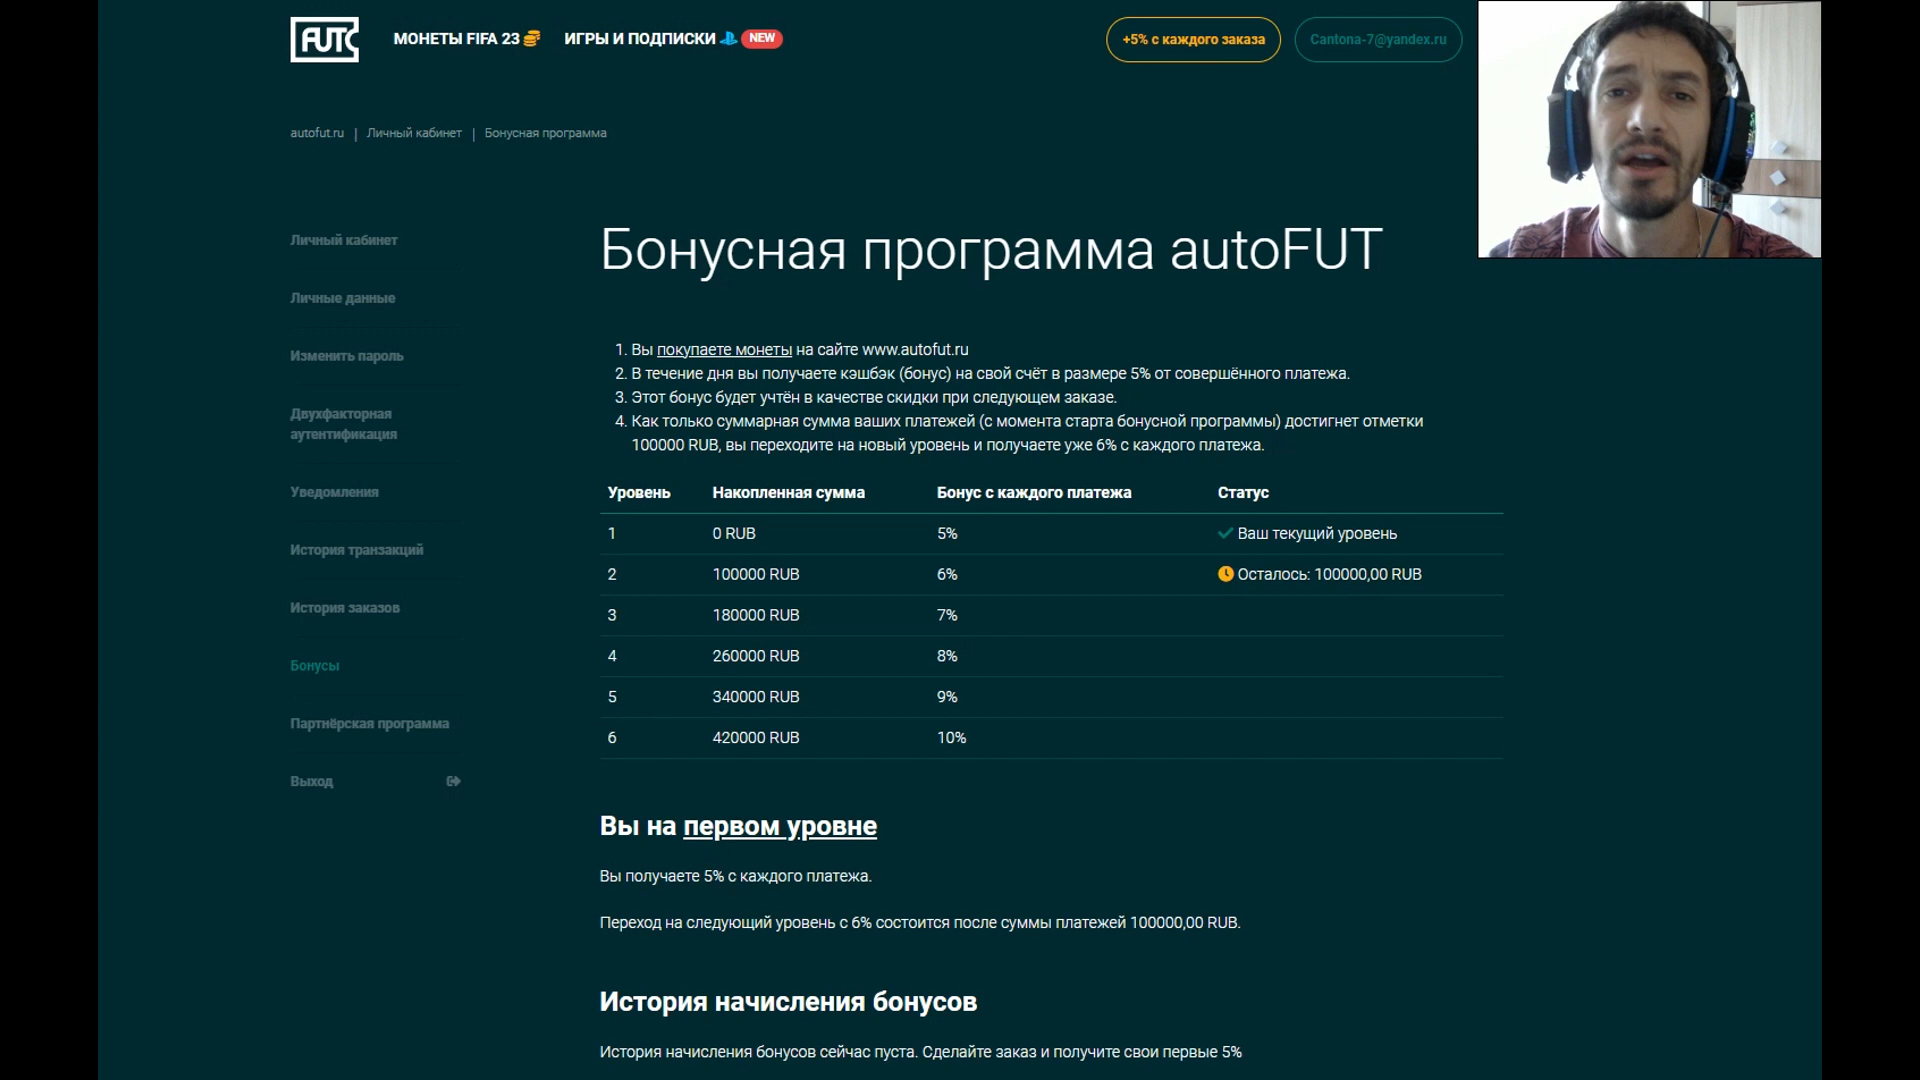 FUT
МОНЕТЫ FIFA 23
ИГРЫ И ПОДПИСКИ NEW
+5% с каждого заказа
Cantona-7@yandex.ru
autofut.ru | Личный кабинет | Бонусная программа
Личный кабинет
Личные данные
Изменить пароль
Двухфакторная
аутентификация
Уведомления
История транзакций
История заказов
Бонусы
Партнёрская программа
Выход
Бонусная программа autoFUT
1. Вы покупаете монеты на сайте www.autofut.ru
2. В течение дня вы получаете кэшбэк (бонус) на свой счёт в размере 5% от совершённого платежа.
3. Этот бонус будет учтён в качестве скидки при следующем заказе.
4. Как только суммарная сумма ваших платежей (с момента старта бонусной программы) достигнет отметки
100000 RUB, вы переходите на новый уровень и получаете уже 6% с каждого платежа.
Уровень Накопленная сумма Бонус с каждого платежа Статус
1 0 RUB 5% Ваш текущий уровень
2 100000 RUB 6% Осталось: 100000,00 RUB
3 180000 RUB 7%
4 260000 RUB 8%
5 340000 RUB 9%
6 420000 RUB 10%
Вы на первом уровне
Вы получаете 5% с каждого платежа.
Переход на следующий уровень с 6% состоится после суммы платежей 100000,00 RUB.
История начисления бонусов
История начисления бонусов сейчас пуста. Сделайте заказ и получите свои первые 5%